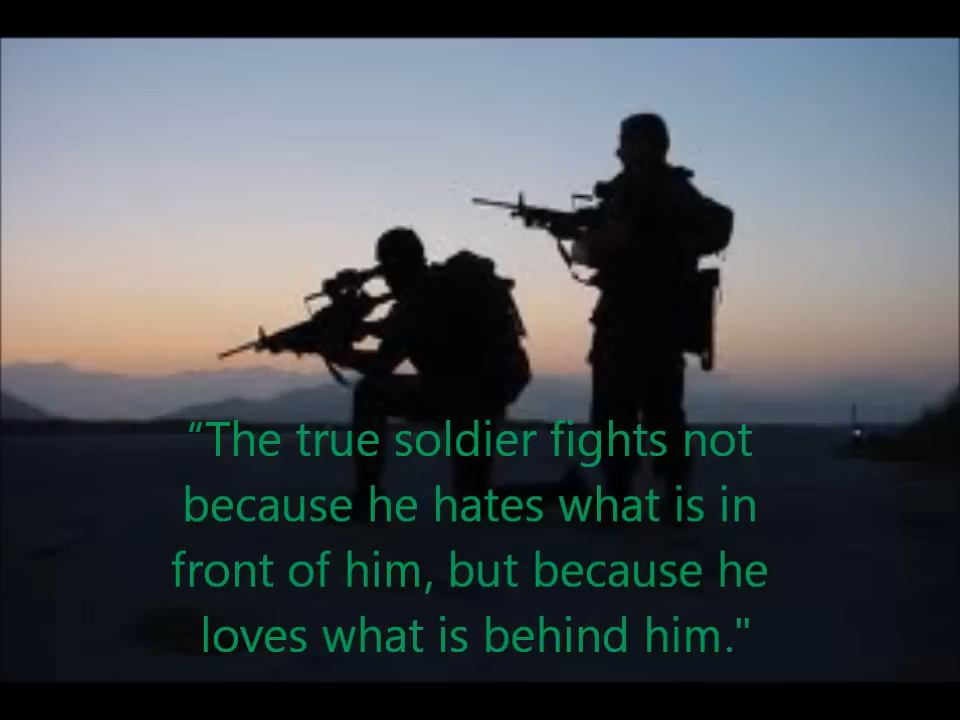 “The true soldier fights not
because he hates what is in
front of him, but because he
loves what is behind him."